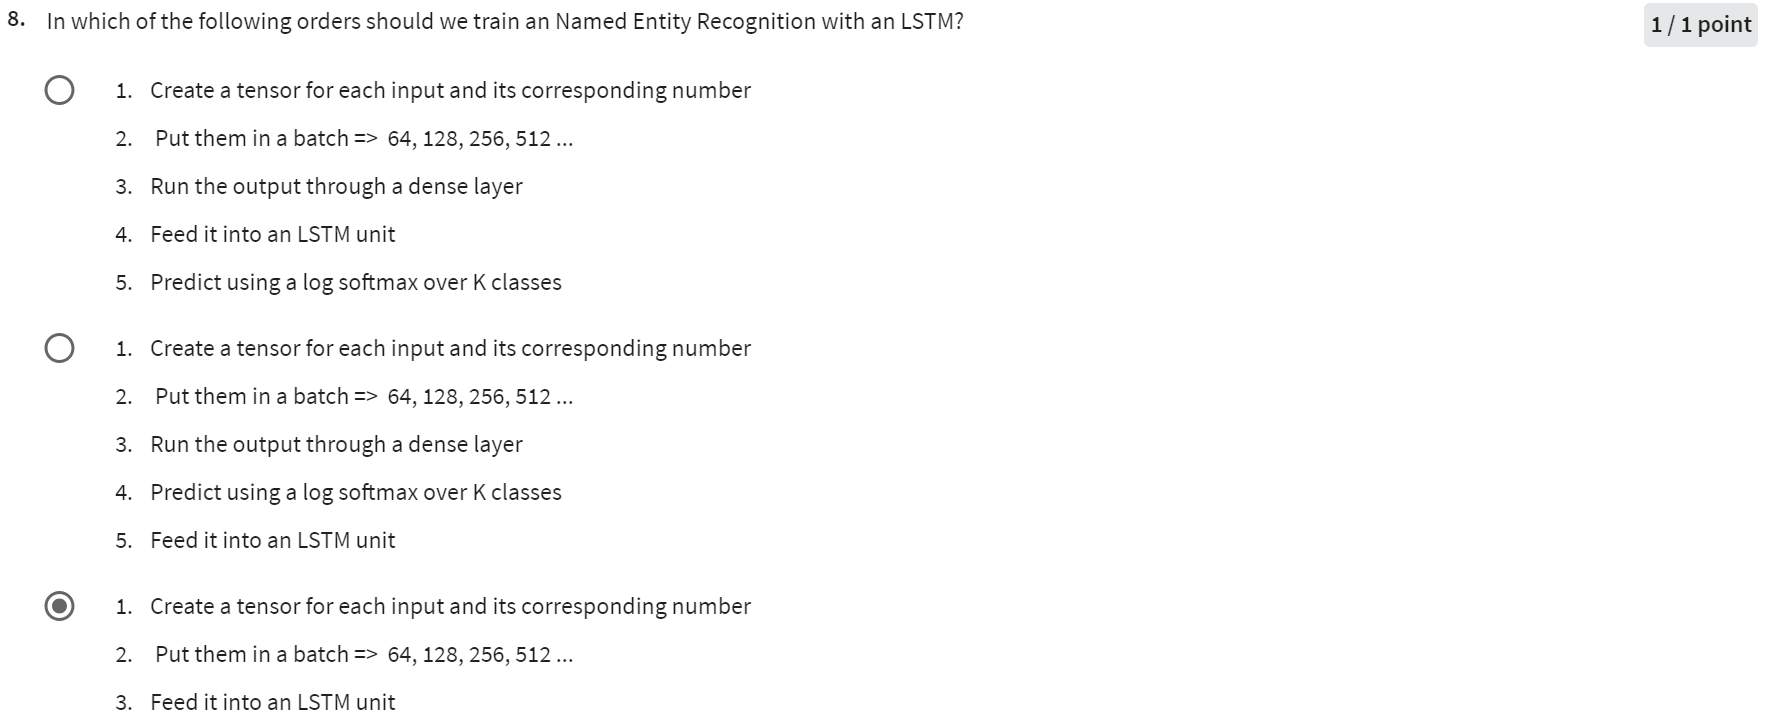 8. In which of the following orders should we train an Named Entity Recognition with an LSTM?
1 / 1 point
1. Create a tensor for each input and its corresponding number
2. Put them in a batch => 64, 128, 256, 512 ...
3. Run the output through a dense layer
4. Feed it into an LSTM unit
5. Predict using a log softmax over K classes
1. Create a tensor for each input and its corresponding number
2. Put them in a batch => 64, 128, 256, 512 ...
3. Run the output through a dense layer
4. Predict using a log softmax over K classes
5. Feed it into an LSTM unit
1. Create a tensor for each input and its corresponding number
2. Put them in a batch => 64, 128, 256, 512 ...
3. Feed it into an LSTM unit